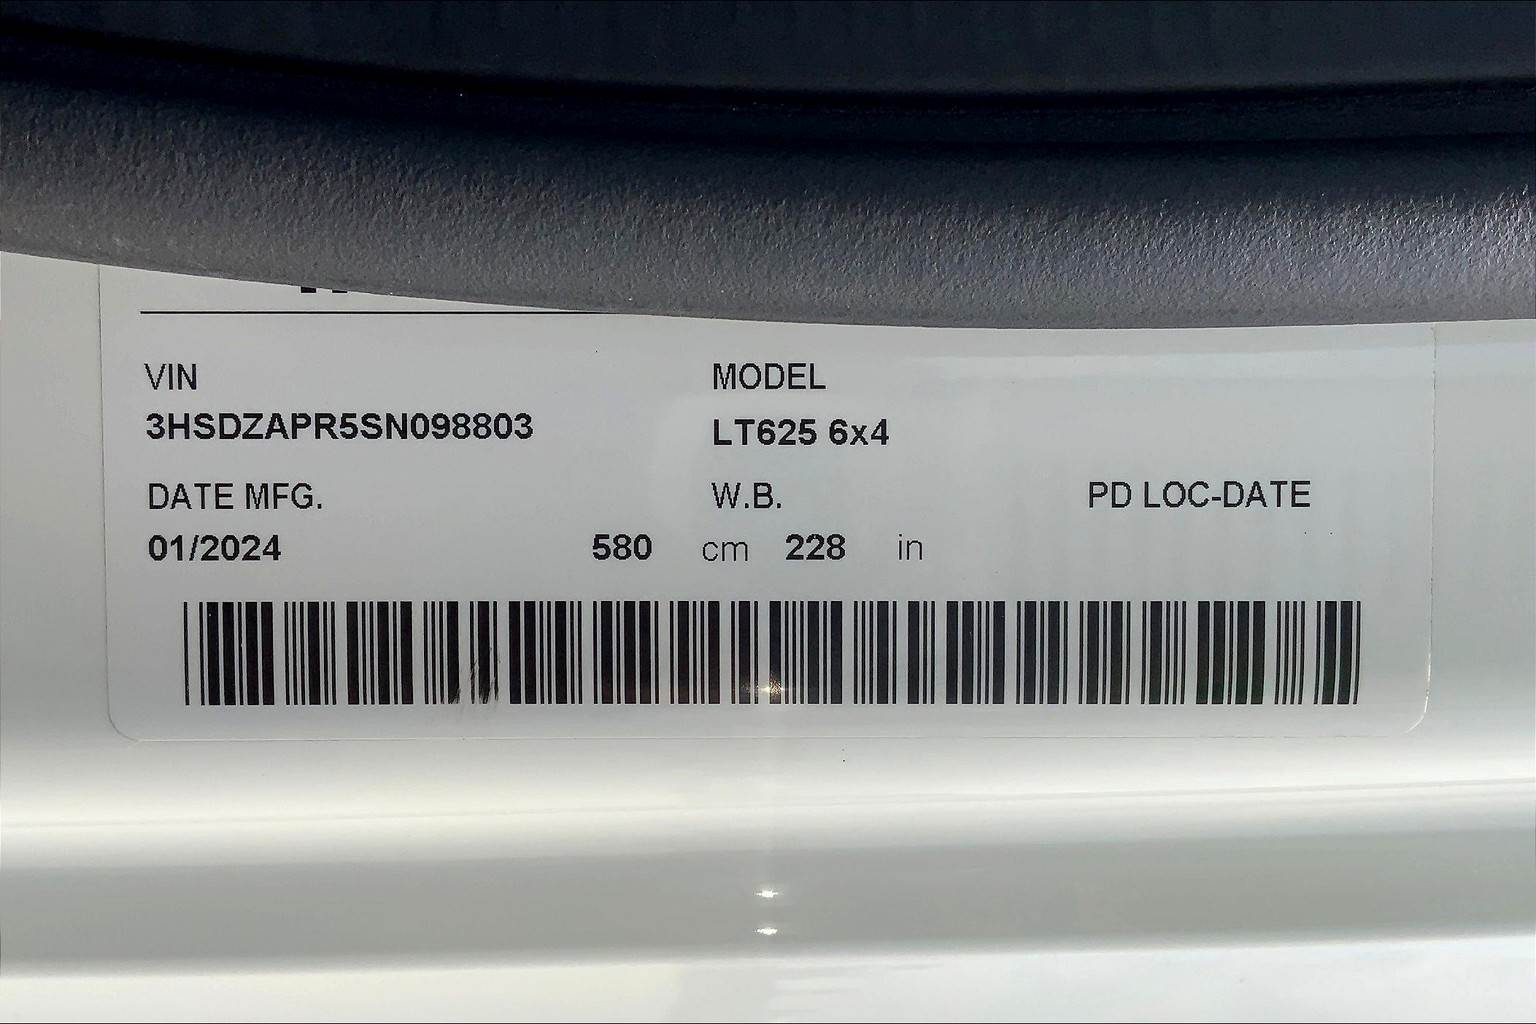 VIN MODEL
3HSDZAPR5SN098803 LT625 6x4
DATE MFG. W.B. PD LOC-DATE
01/2024 580 cm 228 in